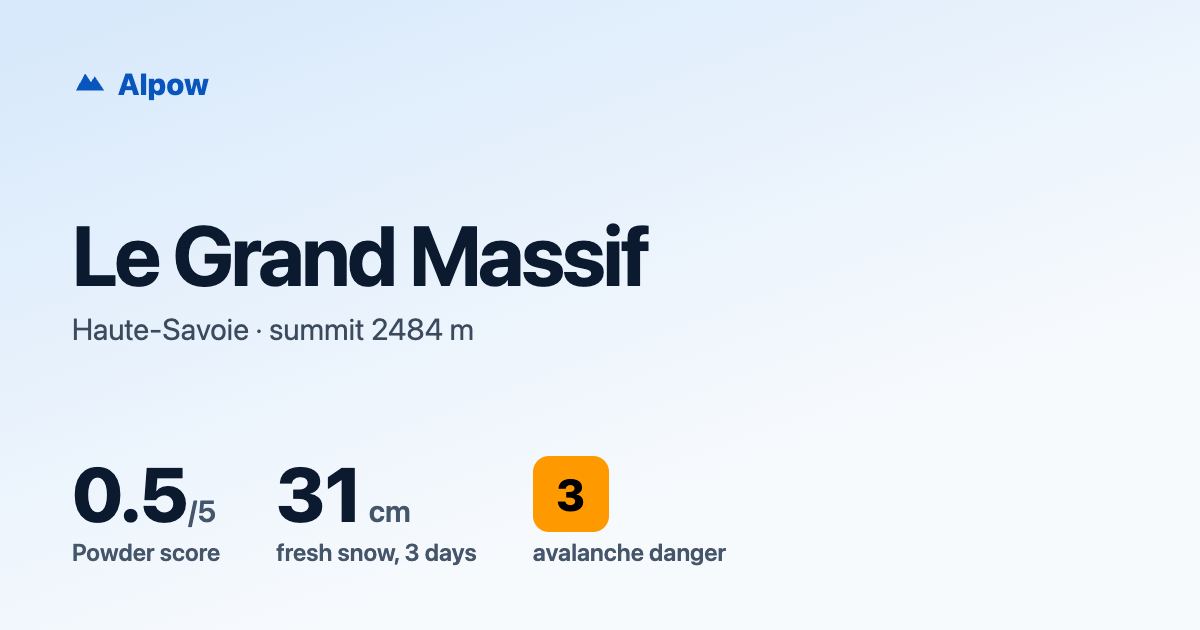 Alpow
Le Grand Massif
Haute-Savoie · summit 2484 m
0.5/5
Powder score
31 cm
fresh snow, 3 days
3
avalanche danger